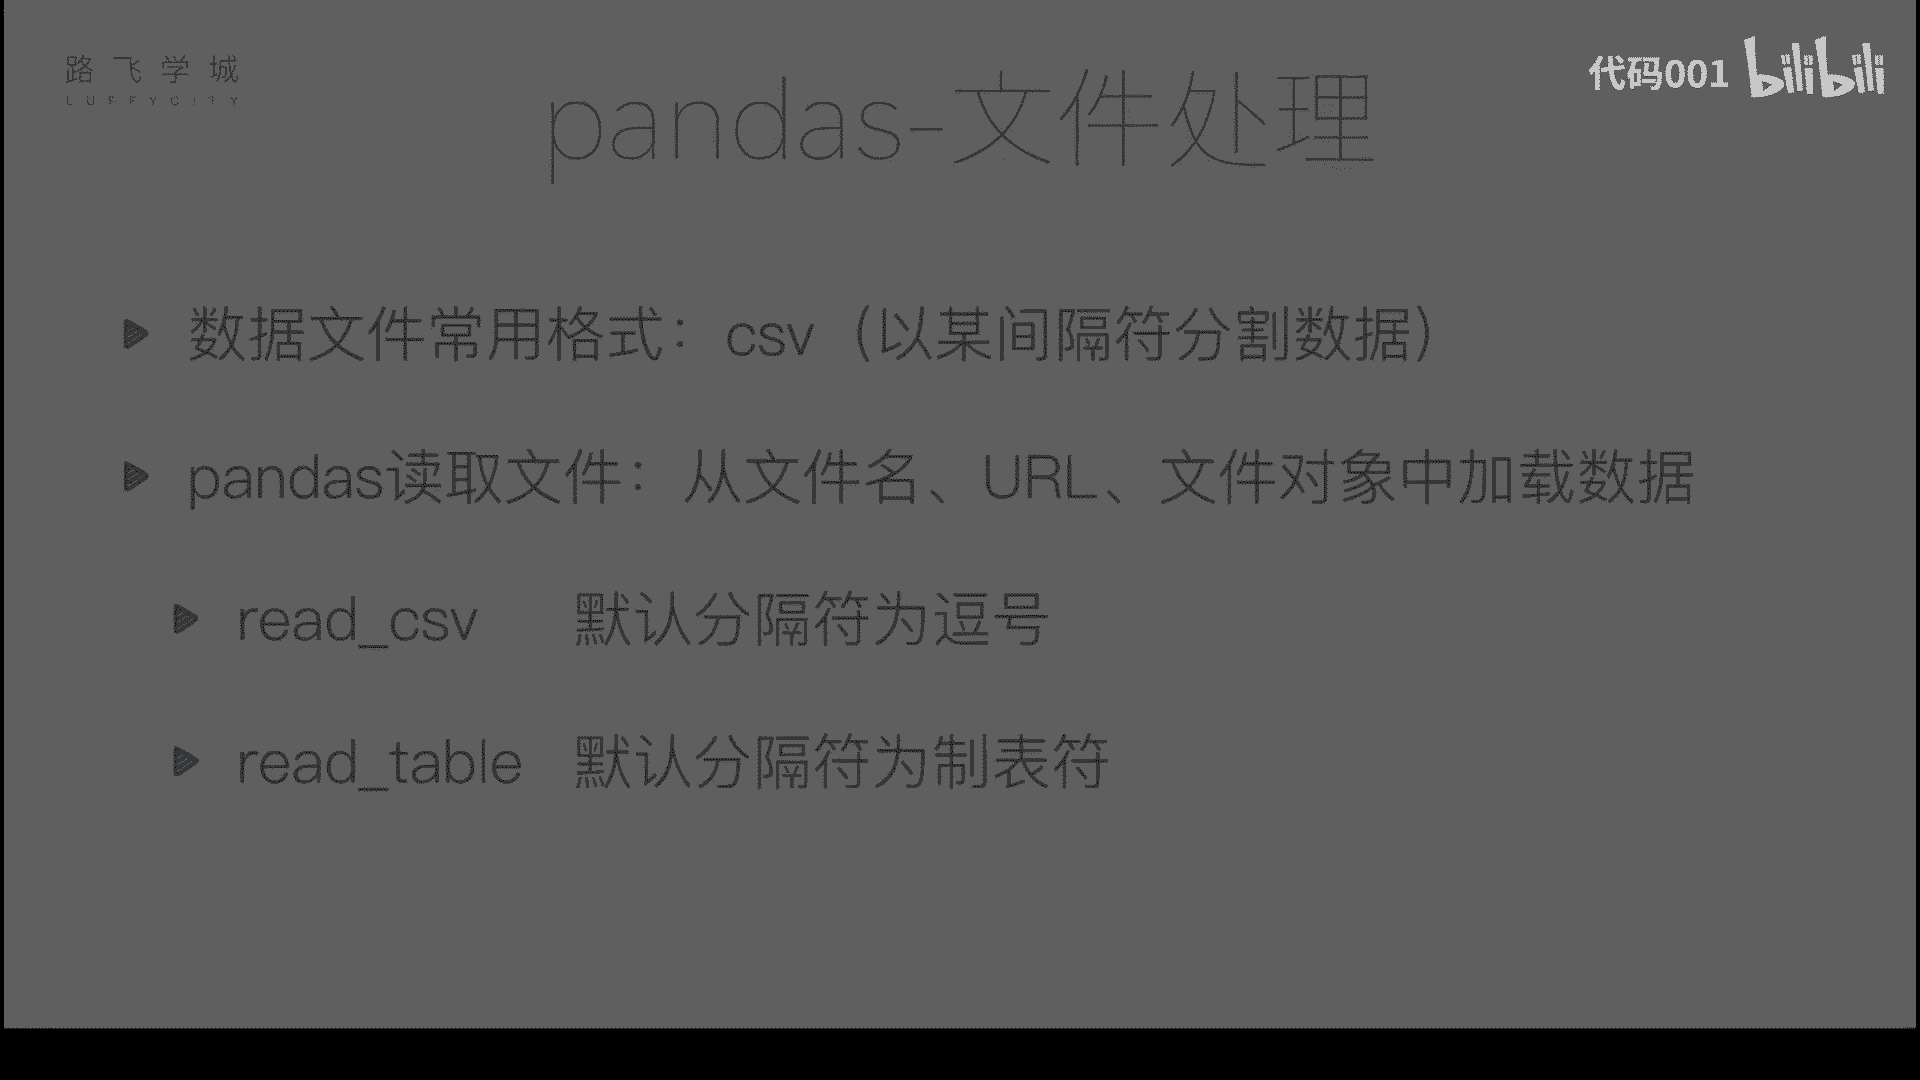 路飞学城
LUFFYCITY
代码001 bilibili
pandas-文件处理
数据文件常用格式：csv（以某间隔符分割数据）
pandas读取文件：从文件名、URL、文件对象中加载数据
read_csv 默认分隔符为逗号
read_table 默认分隔符为制表符